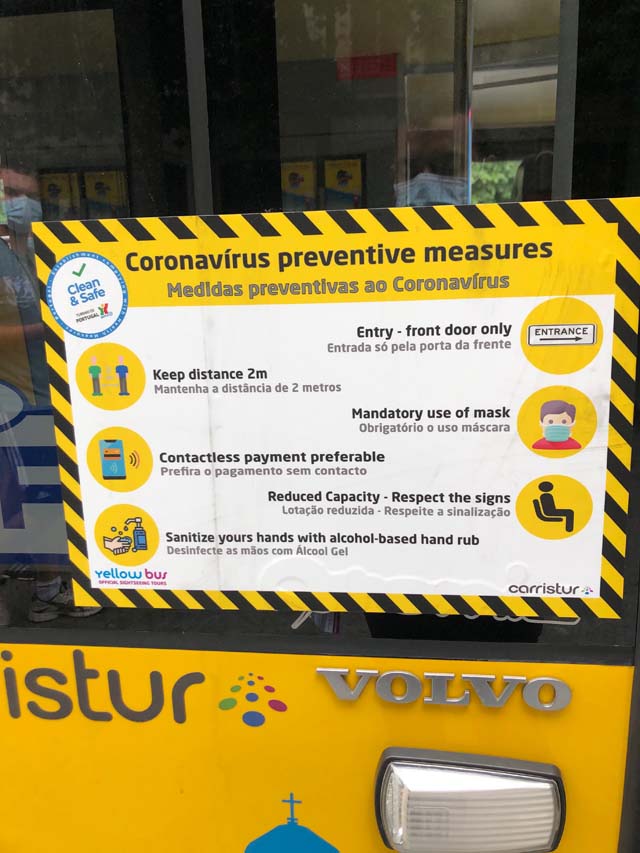 Coronavírus preventive measures
Medidas preventivas ao Coronavírus
Clean
& Safe
TURISMO DE
PORTUGAL
Entry - front door only
Entrada só pela porta da frente
ENTRANCE
Keep distance 2m
Mantenha a distância de 2 metros
Mandatory use of mask
Obrigatório o uso máscara
Contactless payment preferable
Prefira o pagamento sem contacto
Reduced Capacity - Respect the signs
Lotação reduzida - Respeite a sinalização
Sanitize yours hands with alcohol-based hand rub
Desinfecte as mãos com Álcool Gel
Yellow bus
OFFICIAL SIGHTSEEING TOURS
carristur
istur
VOLVO